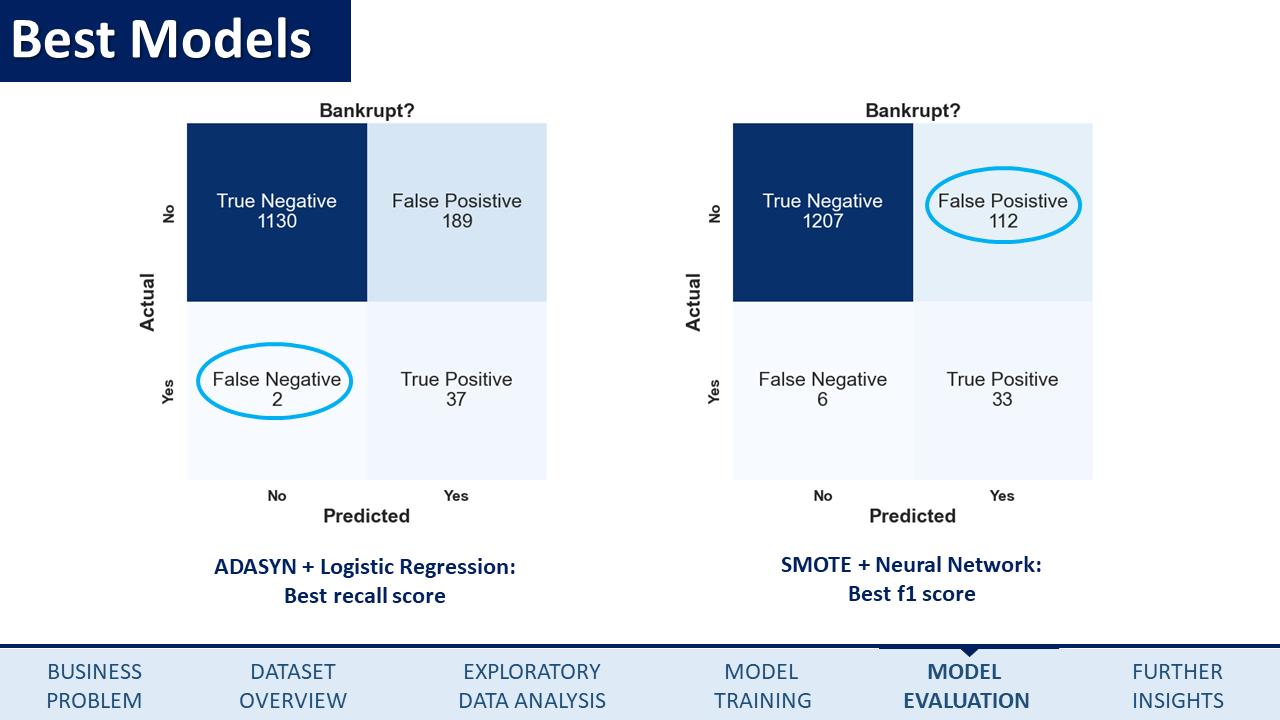 Best Models
Bankrupt?
True Negative
1130
False Posistive
189
False Negative
2
True Positive
37
No
Yes
Actual
No
Yes
Predicted
ADASYN + Logistic Regression:
Best recall score
Bankrupt?
True Negative
1207
False Posistive
112
False Negative
6
True Positive
33
No
Yes
Actual
No
Yes
Predicted
SMOTE + Neural Network:
Best f1 score
BUSINESS
PROBLEM
DATASET
OVERVIEW
EXPLORATORY
DATA ANALYSIS
MODEL
TRAINING
MODEL
EVALUATION
FURTHER
INSIGHTS